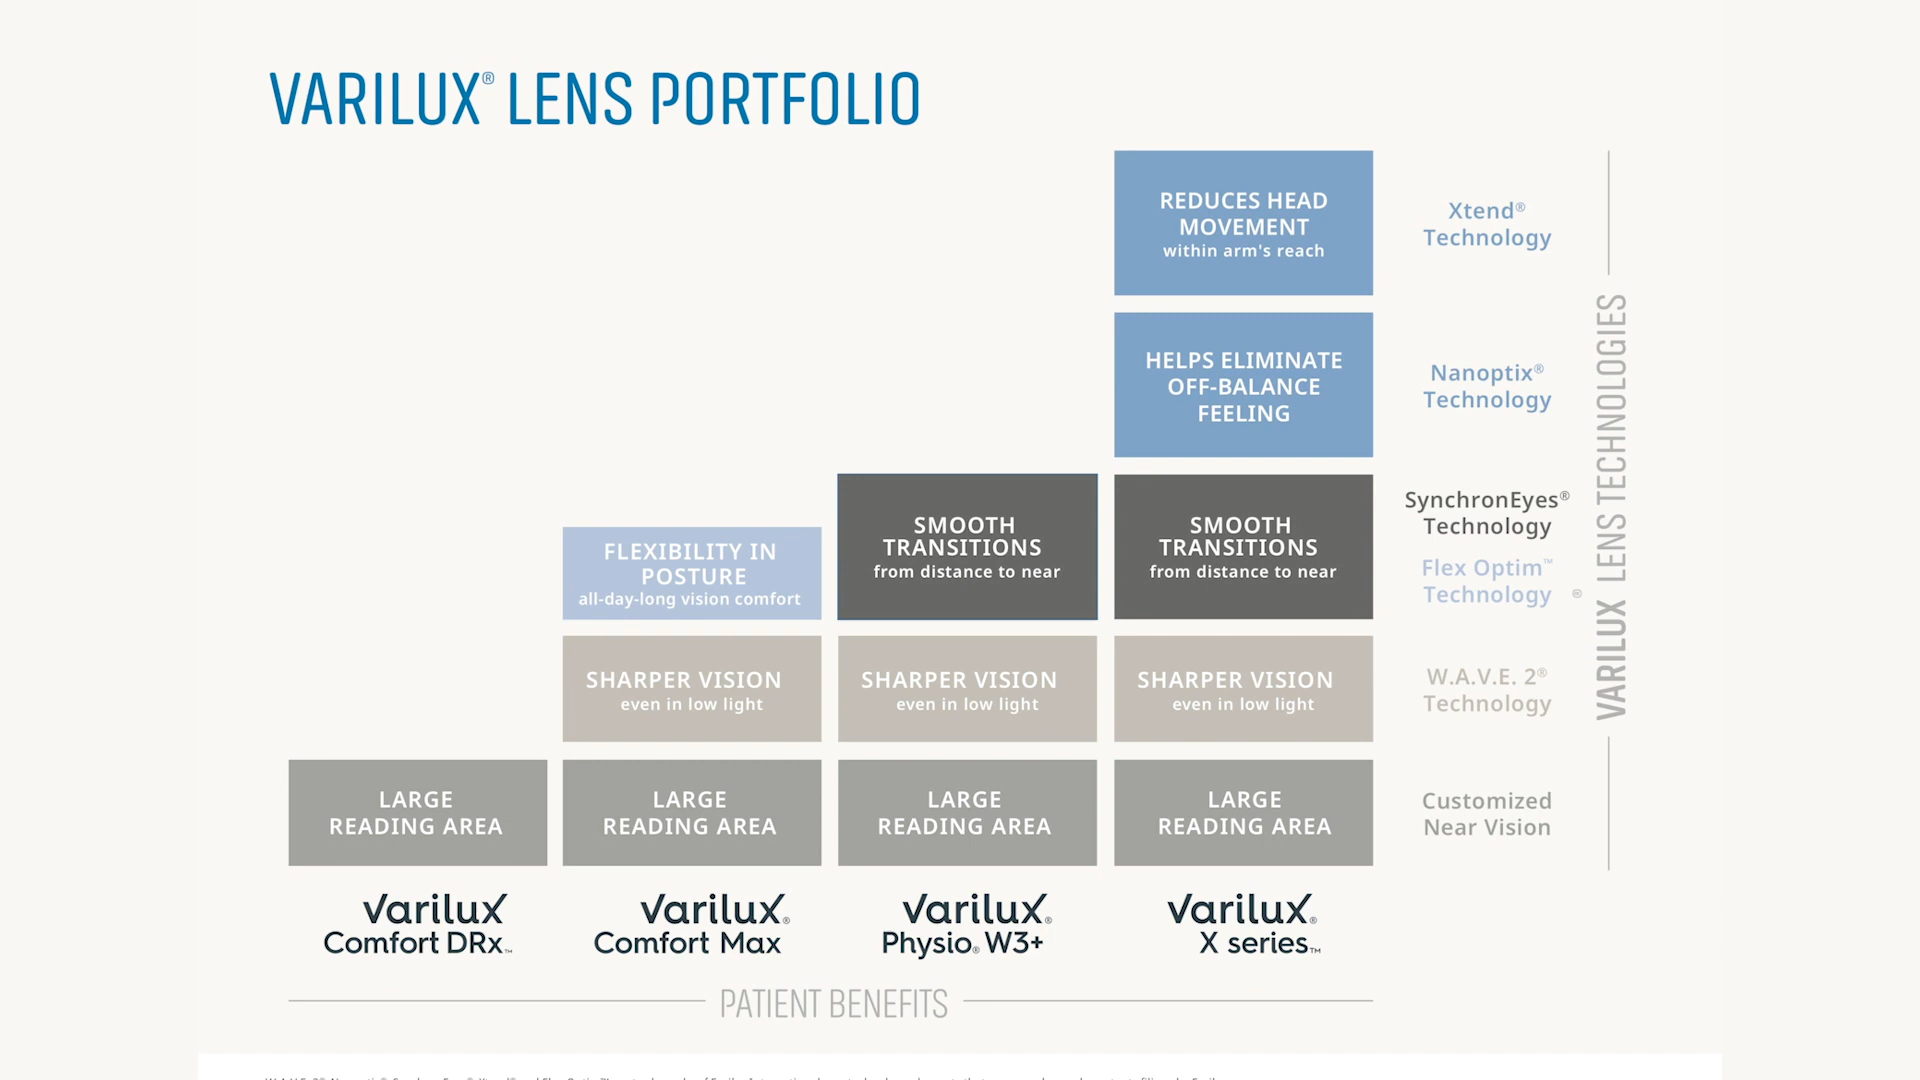 VARILUX® LENS PORTFOLIO
REDUCES HEAD
MOVEMENT
within arm's reach
Xtend®
Technology
HELPS ELIMINATE
OFF-BALANCE
FEELING
Nanoptix®
Technology
FLEXIBILITY IN
POSTURE
all-day-long vision comfort
SMOOTH
TRANSITIONS
from distance to near
SMOOTH
TRANSITIONS
from distance to near
SynchronEyes®
Technology
Flex Optim™
Technology
®
VARILUX LENS TECHNOLOGIES
SHARPER VISION
even in low light
SHARPER VISION
even in low light
SHARPER VISION
even in low light
W.A.V.E. 2®
Technology
LARGE
READING AREA
LARGE
READING AREA
LARGE
READING AREA
LARGE
READING AREA
Customized
Near Vision
varilux
Comfort DRx™
varilux®
Comfort Max
varilux®
Physio® W3+
varilux®
X series™
PATIENT BENEFITS